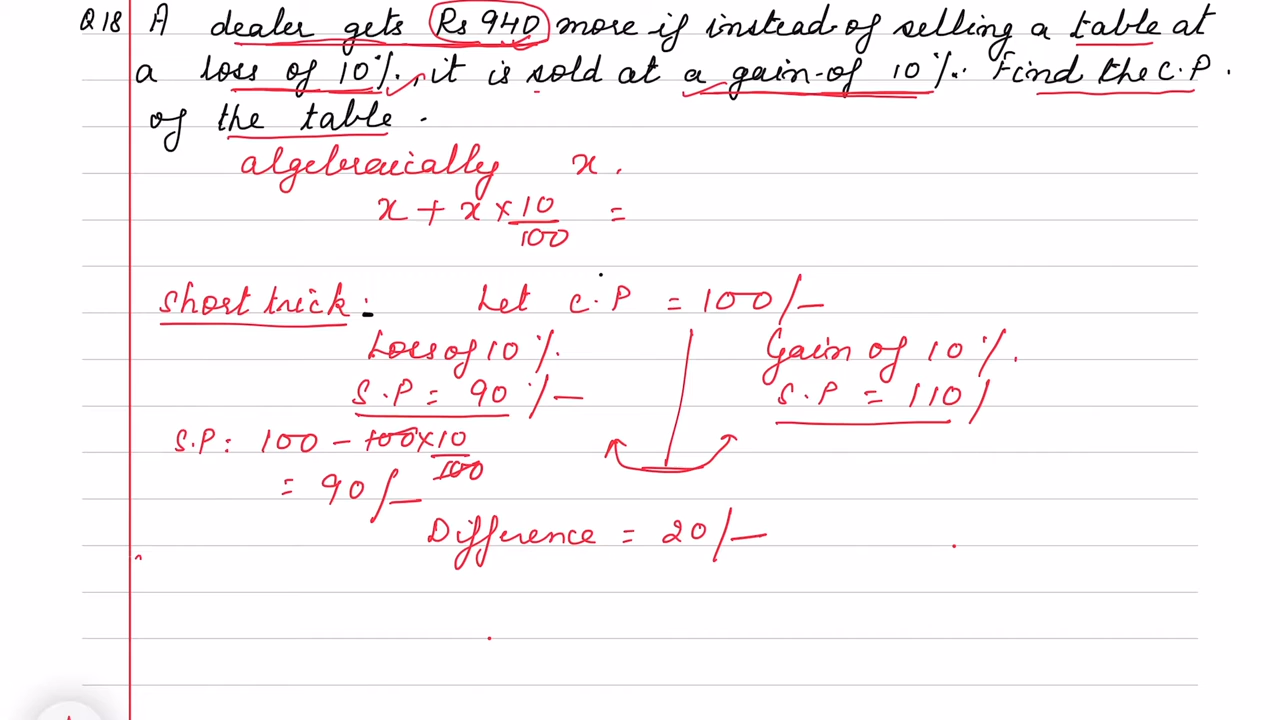 Q18 A dealer gets Rs 940 more if instead of selling a table at
a loss of 10%, it is sold at a gain of 10%. Find the C.P.
of the table.
algebraically x.
x + x × 10/100 =
Short trick:- Let C.P = 100/-
Loss of 10%. Gain of 10%.
S.P = 90/- S.P = 110/
S.P: 100 - 100×10/100
= 90/-
Difference = 20/-